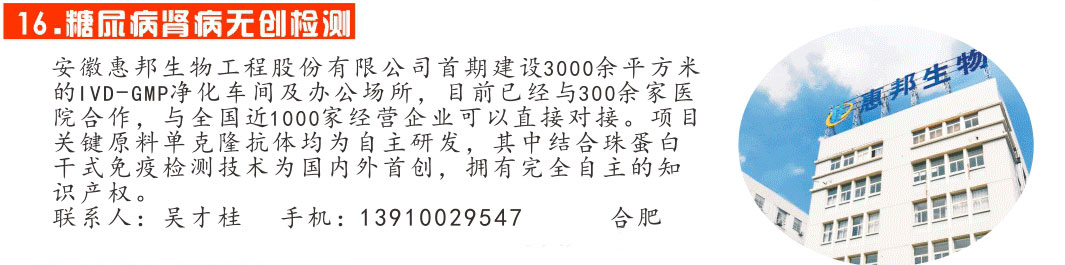 16.糖尿病肾病无创检测
安徽惠邦生物工程股份有限公司首期建设3000余平方米
的IVD-GMP净化车间及办公场所，目前已经与300余家医
院合作，与全国近1000家经营企业可以直接对接。项目
关键原料单克隆抗体均为自主研发，其中结合珠蛋白
干式免疫检测技术为国内外首创，拥有完全自主的知
识产权。
联系人：吴才桂 手机：13910029547 合肥
惠邦生物